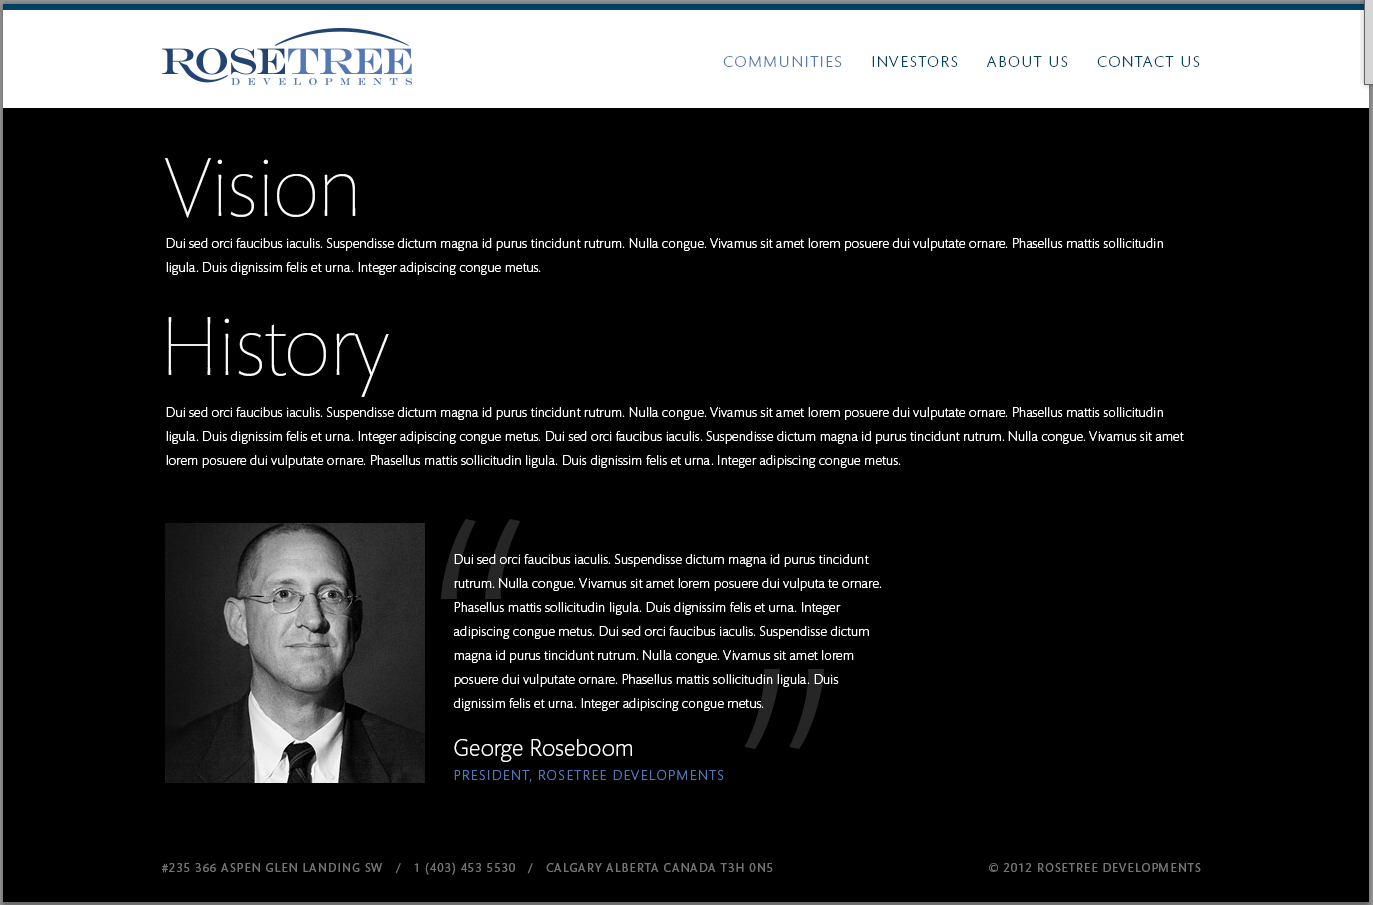 ROSETREE
DEVELOPMENTS
COMMUNITIES INVESTORS ABOUT US CONTACT US
Vision
Dui sed orci faucibus iaculis. Suspendisse dictum magna id purus tincidunt rutrum. Nulla congue. Vivamus sit amet lorem posuere dui vulputate ornare. Phasellus mattis sollicitudin
ligula. Duis dignissim felis et urna. Integer adipiscing congue metus.
History
Dui sed orci faucibus iaculis. Suspendisse dictum magna id purus tincidunt rutrum. Nulla congue. Vivamus sit amet lorem posuere dui vulputate ornare. Phasellus mattis sollicitudin
ligula. Duis dignissim felis et urna. Integer adipiscing congue metus. Dui sed orci faucibus iaculis. Suspendisse dictum magna id purus tincidunt rutrum. Nulla congue. Vivamus sit amet
lorem posuere dui vulputate ornare. Phasellus mattis sollicitudin ligula. Duis dignissim felis et urna. Integer adipiscing congue metus.
“
Dui sed orci faucibus iaculis. Suspendisse dictum magna id purus tincidunt
rutrum. Nulla congue. Vivamus sit amet lorem posuere dui vulputa te ornare.
Phasellus mattis sollicitudin ligula. Duis dignissim felis et urna. Integer
adipiscing congue metus. Dui sed orci faucibus iaculis. Suspendisse dictum
magna id purus tincidunt rutrum. Nulla congue. Vivamus sit amet lorem
posuere dui vulputate ornare. Phasellus mattis sollicitudin ligula. Duis
dignissim felis et urna. Integer adipiscing congue metus.
”
George Roseboom
PRESIDENT, ROSETREE DEVELOPMENTS
#235 366 ASPEN GLEN LANDING SW / 1 (403) 453 5530 / CALGARY ALBERTA CANADA T3H 0N5
© 2012 ROSETREE DEVELOPMENTS